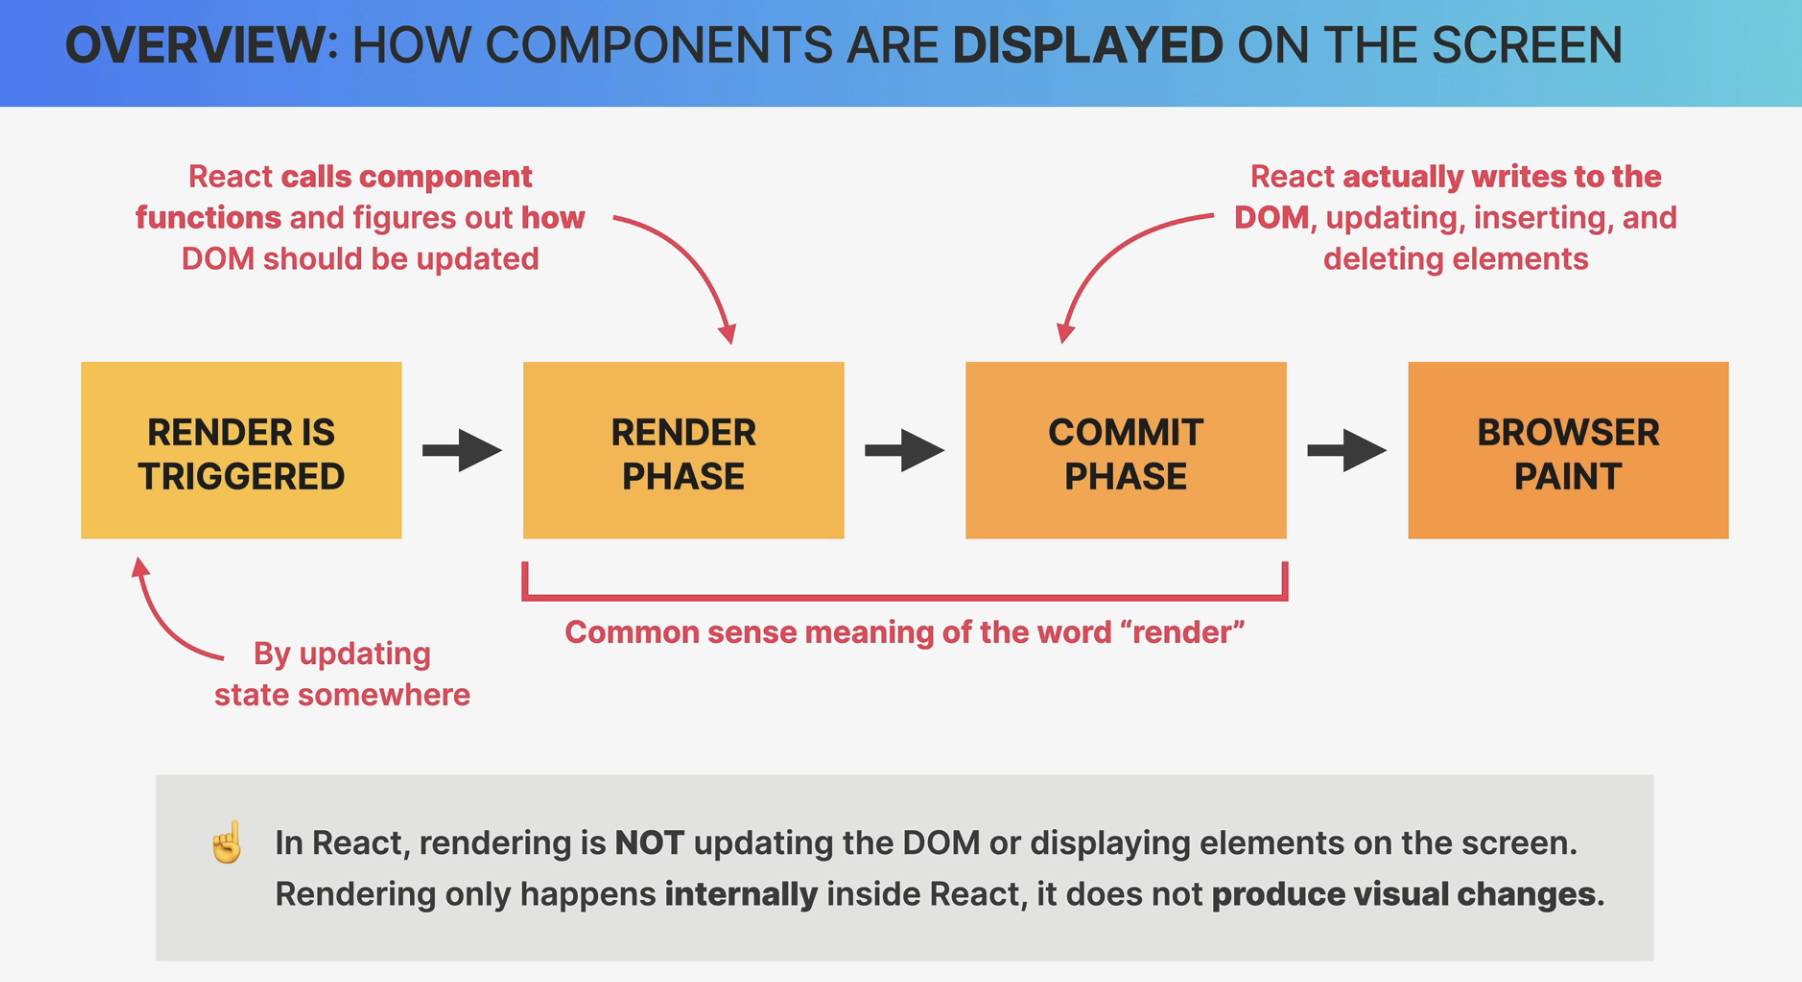 OVERVIEW: HOW COMPONENTS ARE DISPLAYED ON THE SCREEN
React calls component
functions and figures out how
DOM should be updated
React actually writes to the
DOM, updating, inserting, and
deleting elements
RENDER IS
TRIGGERED
RENDER
PHASE
COMMIT
PHASE
BROWSER
PAINT
By updating
state somewhere
Common sense meaning of the word “render”
☝️ In React, rendering is NOT updating the DOM or displaying elements on the screen.
Rendering only happens internally inside React, it does not produce visual changes.